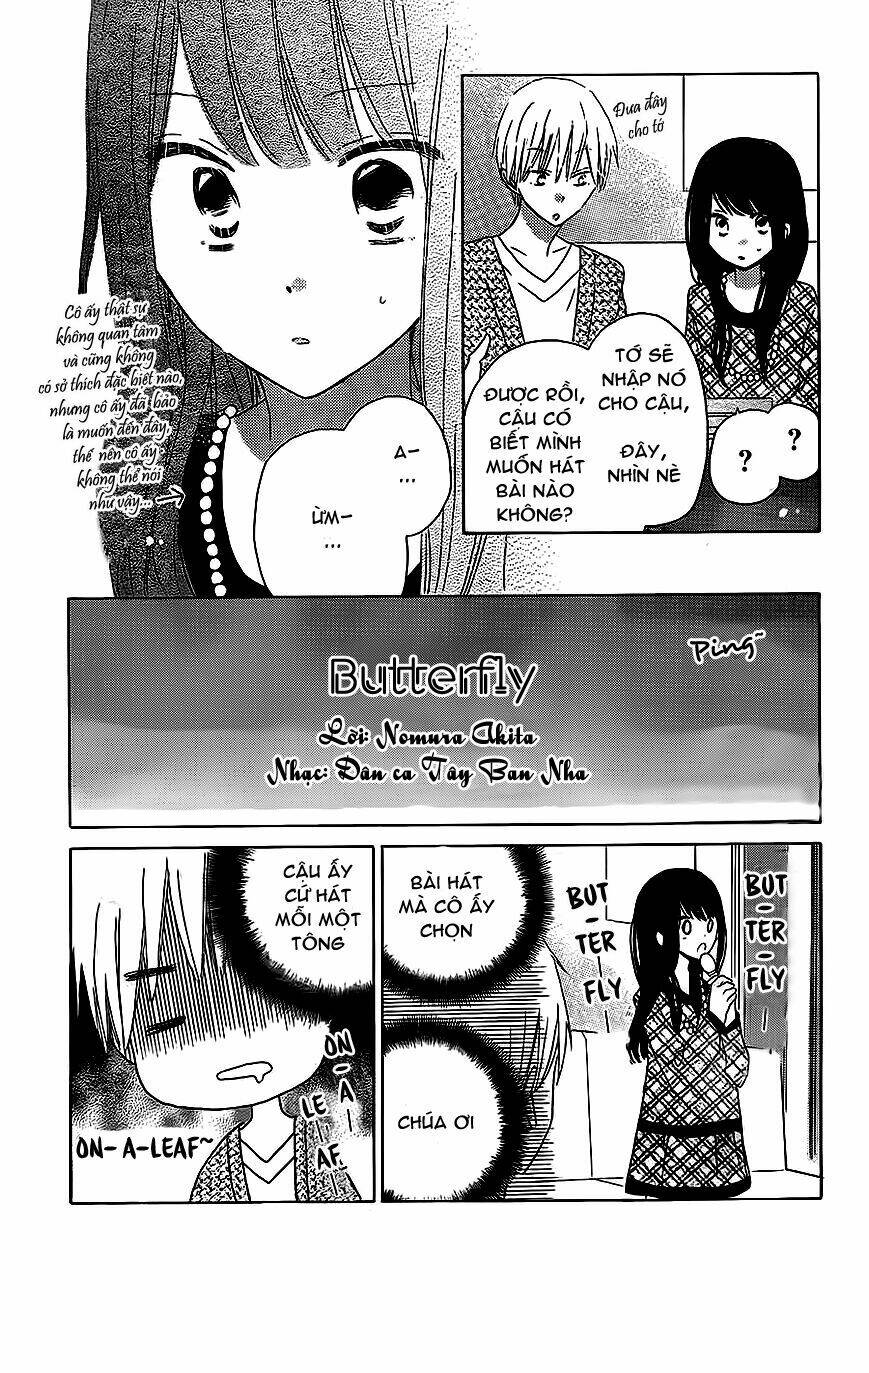 Đưa đây
cho tớ
TỚ SẼ
NHẬP NÓ
CHO CẬU,
ĐÂY,
NHÌN NÈ
ĐƯỢC RỒI,
CẬU CÓ
BIẾT MÌNH
MUỐN HÁT
BÀI NÀO
KHÔNG?
?
?
A-
...
ỪM-
...
Cô ấy thật sự
không quan tâm
và cũng không
có sở thích đặc biết nào,
nhưng cô ấy đã bảo
là muốn đến đây,
thế nên cô ấy
không thể nói
như vậy...
Ping~
Butterfly
Lời: Nomura Akita
Nhạc: Dân ca Tây Ban Nha
BUT
-
TER
-
FLY
-
BUT
-
TER
-
FLY
-
BÀI HÁT
MÀ CÔ ẤY
CHỌN
CHÚA ƠI
CẬU ẤY
CỨ HÁT
MỖI MỘT
TÔNG
ON
-
A
-
LE
-
AF.
ON-A-LEAF~